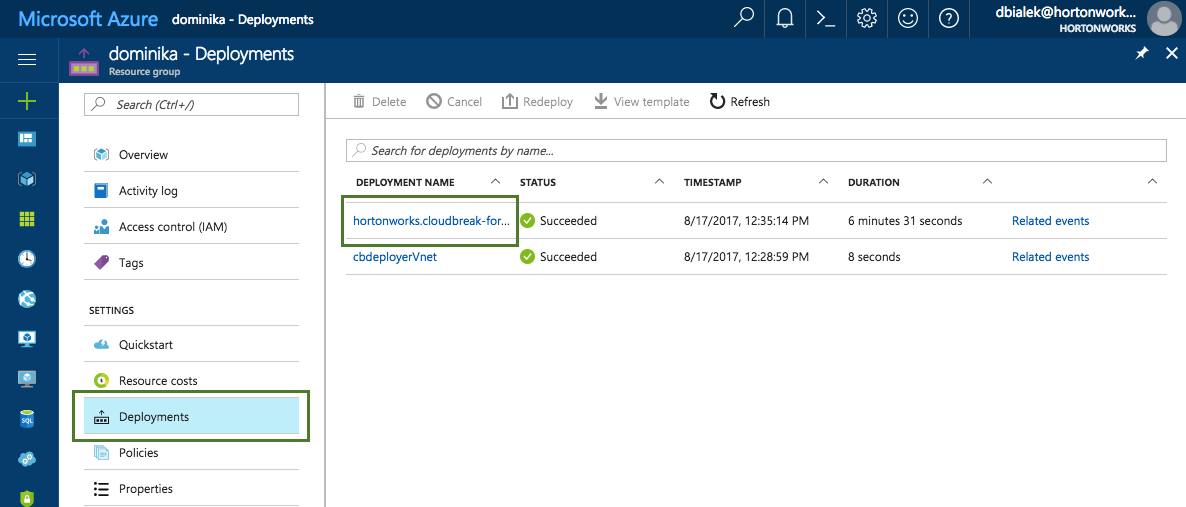 Microsoft Azure dominika - Deployments
dbialek@hortonwork...
HORTONWORKS
dominika - Deployments
Resource group
Search (Ctrl+/)
Overview
Activity log
Access control (IAM)
Tags
SETTINGS
Quickstart
Resource costs
Deployments
Policies
Properties
Delete Cancel Redeploy View template Refresh
Search for deployments by name...
DEPLOYMENT NAME STATUS TIMESTAMP DURATION
hortonworks.cloudbreak-for... Succeeded 8/17/2017, 12:35:14 PM 6 minutes 31 seconds Related events
cbdeployerVnet Succeeded 8/17/2017, 12:28:59 PM 8 seconds Related events
SQL